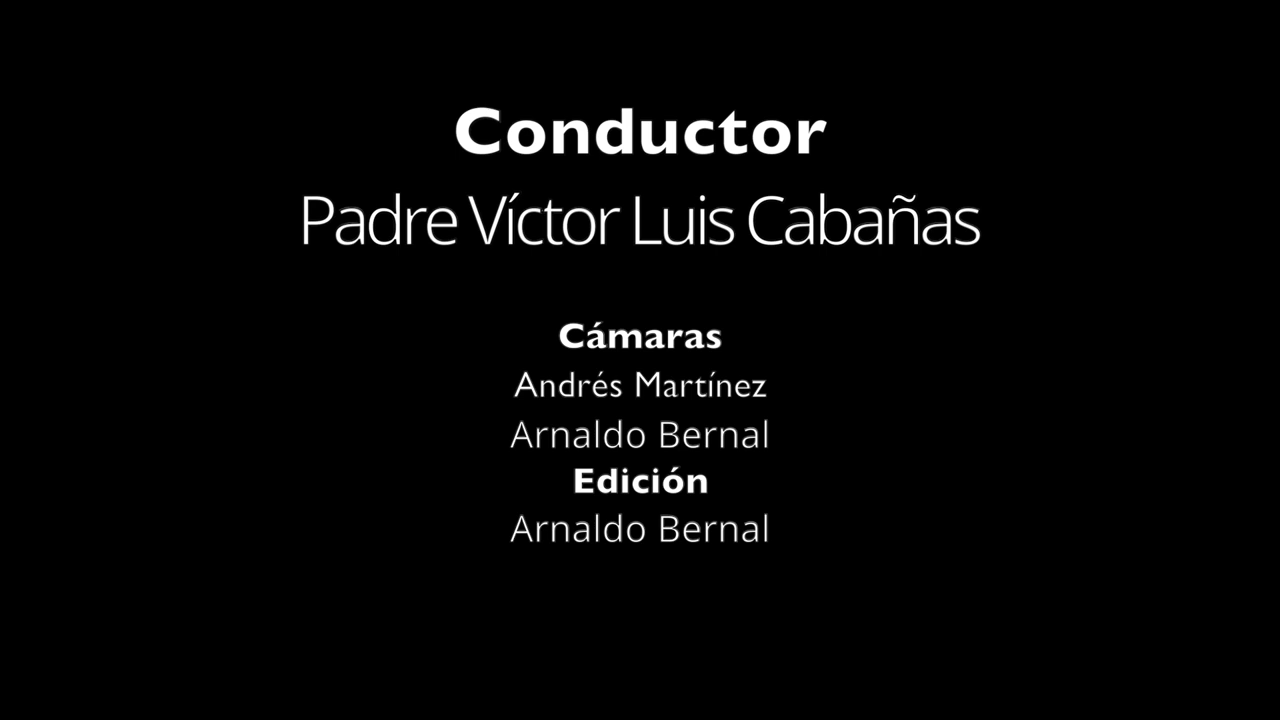 Conductor
Padre Víctor Luis Cabañas
Cámaras
Andrés Martínez
Arnaldo Bernal
Edición
Arnaldo Bernal